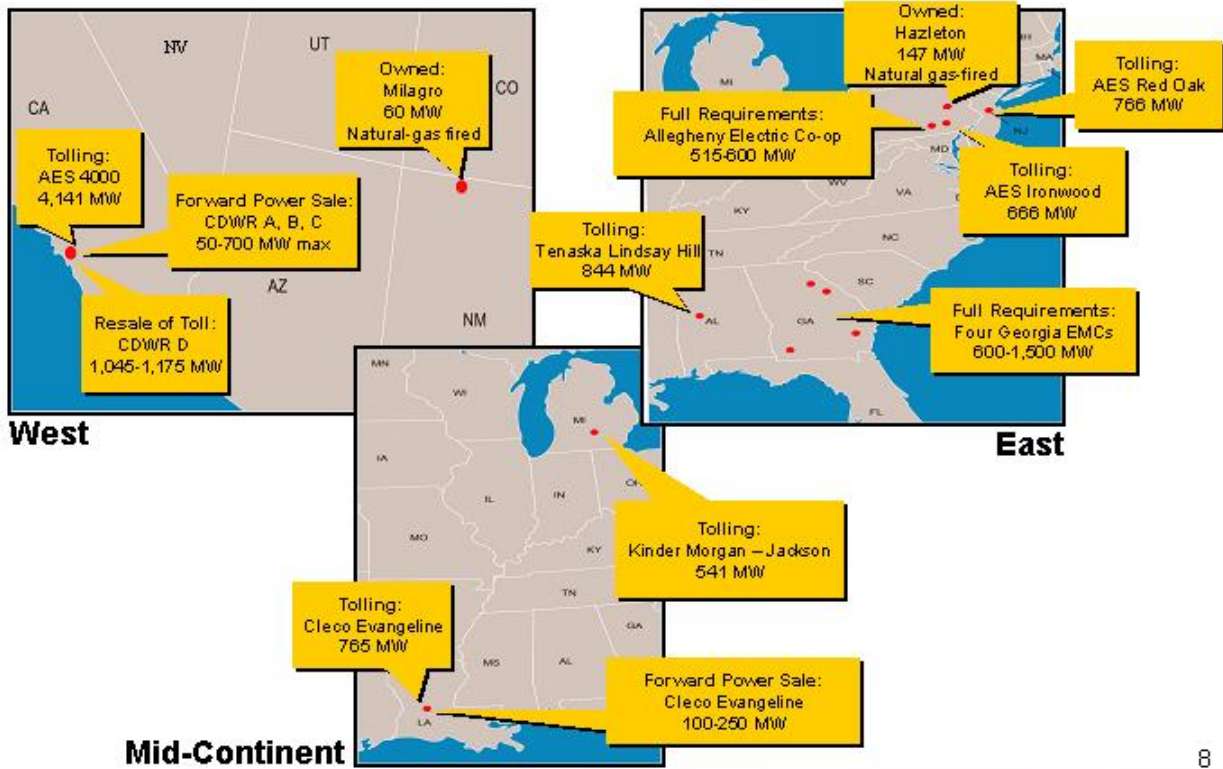 NV
UT
CO
CA
AZ
NM
Owned:
Milagro
60 MW
Natural-gas fired
Tolling:
AES 4000
4,141 MW
Forward Power Sale:
CDWR A, B, C
50-700 MW max
Resale of Toll:
CDWR D
1,045-1,175 MW
West
Owned:
Hazleton
147 MW
Natural gas-fired
Tolling:
AES Red Oak
766 MW
Full Requirements:
Allegheny Electric Co-op
515-600 MW
Tolling:
AES Ironwood
666 MW
Tolling:
Tenaska Lindsay Hill
844 MW
Full Requirements:
Four Georgia EMCs
600-1,500 MW
MI
MA
NJ
MD
WV
VA
KY
NC
TN
SC
AL
GA
FL
East
MN
WI
MI
IA
IL
IN
MO
KY
TN
GA
MS
AL
LA
Tolling:
Kinder Morgan – Jackson
541 MW
Tolling:
Cleco Evangeline
765 MW
Forward Power Sale:
Cleco Evangeline
100-250 MW
Mid-Continent
8